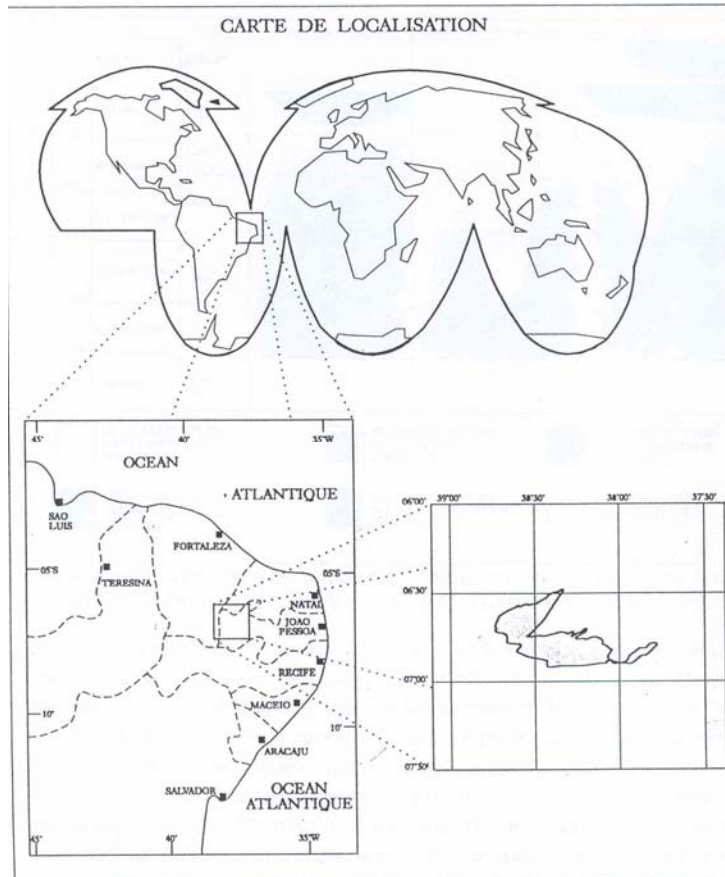 CARTE DE LOCALISATION
45'
40'
35'W
OCEAN
ATLANTIQUE
SAO
LUIS
FORTALEZA
05'S
05'S
TERESINA
NATAL
JOAO
PESSOA
RECIFE
MACEIO
10'
10'
ARACAJU
SALVADOR
OCEAN
ATLANTIQUE
45'
40'
35'W
06°00'
39°00'
38°30'
38°00'
37°30'
06°30'
07°00'
07°30'